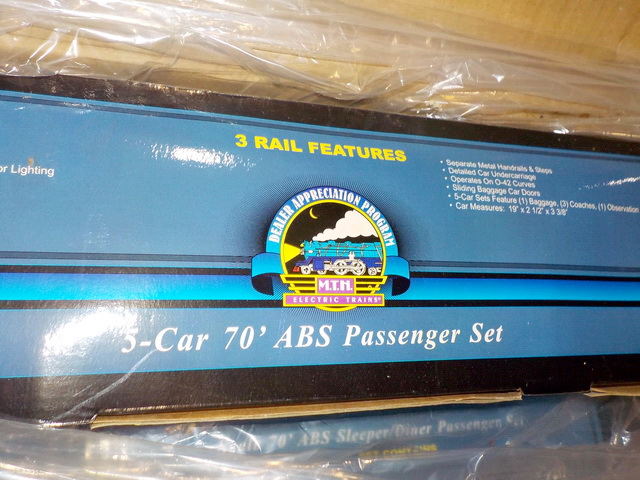 3 RAIL FEATURES
or Lighting
• Separate Metal Handrails & Steps
• Detailed Car Undercarriage
• Operates On O-42 Curves
• Sliding Baggage Car Doors
• 5-Car Sets Feature (1) Baggage, (3) Coaches, (1) Observation
• Car Measures: 19" x 2 1/2" x 3 3/8"
DEALER APPRECIATION PROGRAM
M.T.H.
ELECTRIC TRAINS
5-Car 70' ABS Passenger Set
70' ABS Sleeper/Diner Passenger Set